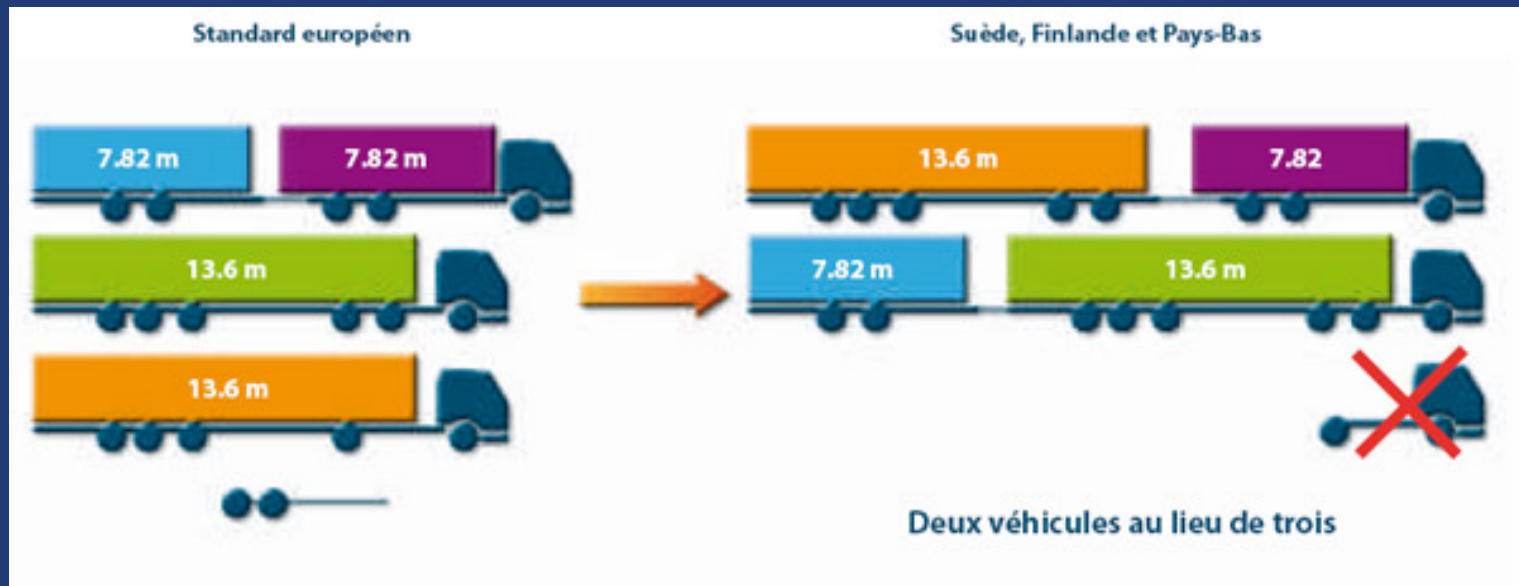 Standard européen
Suède, Finlande et Pays-Bas
7.82 m
7.82 m
13.6 m
13.6 m
13.6 m
7.82
7.82 m
13.6 m
Deux véhicules au lieu de trois